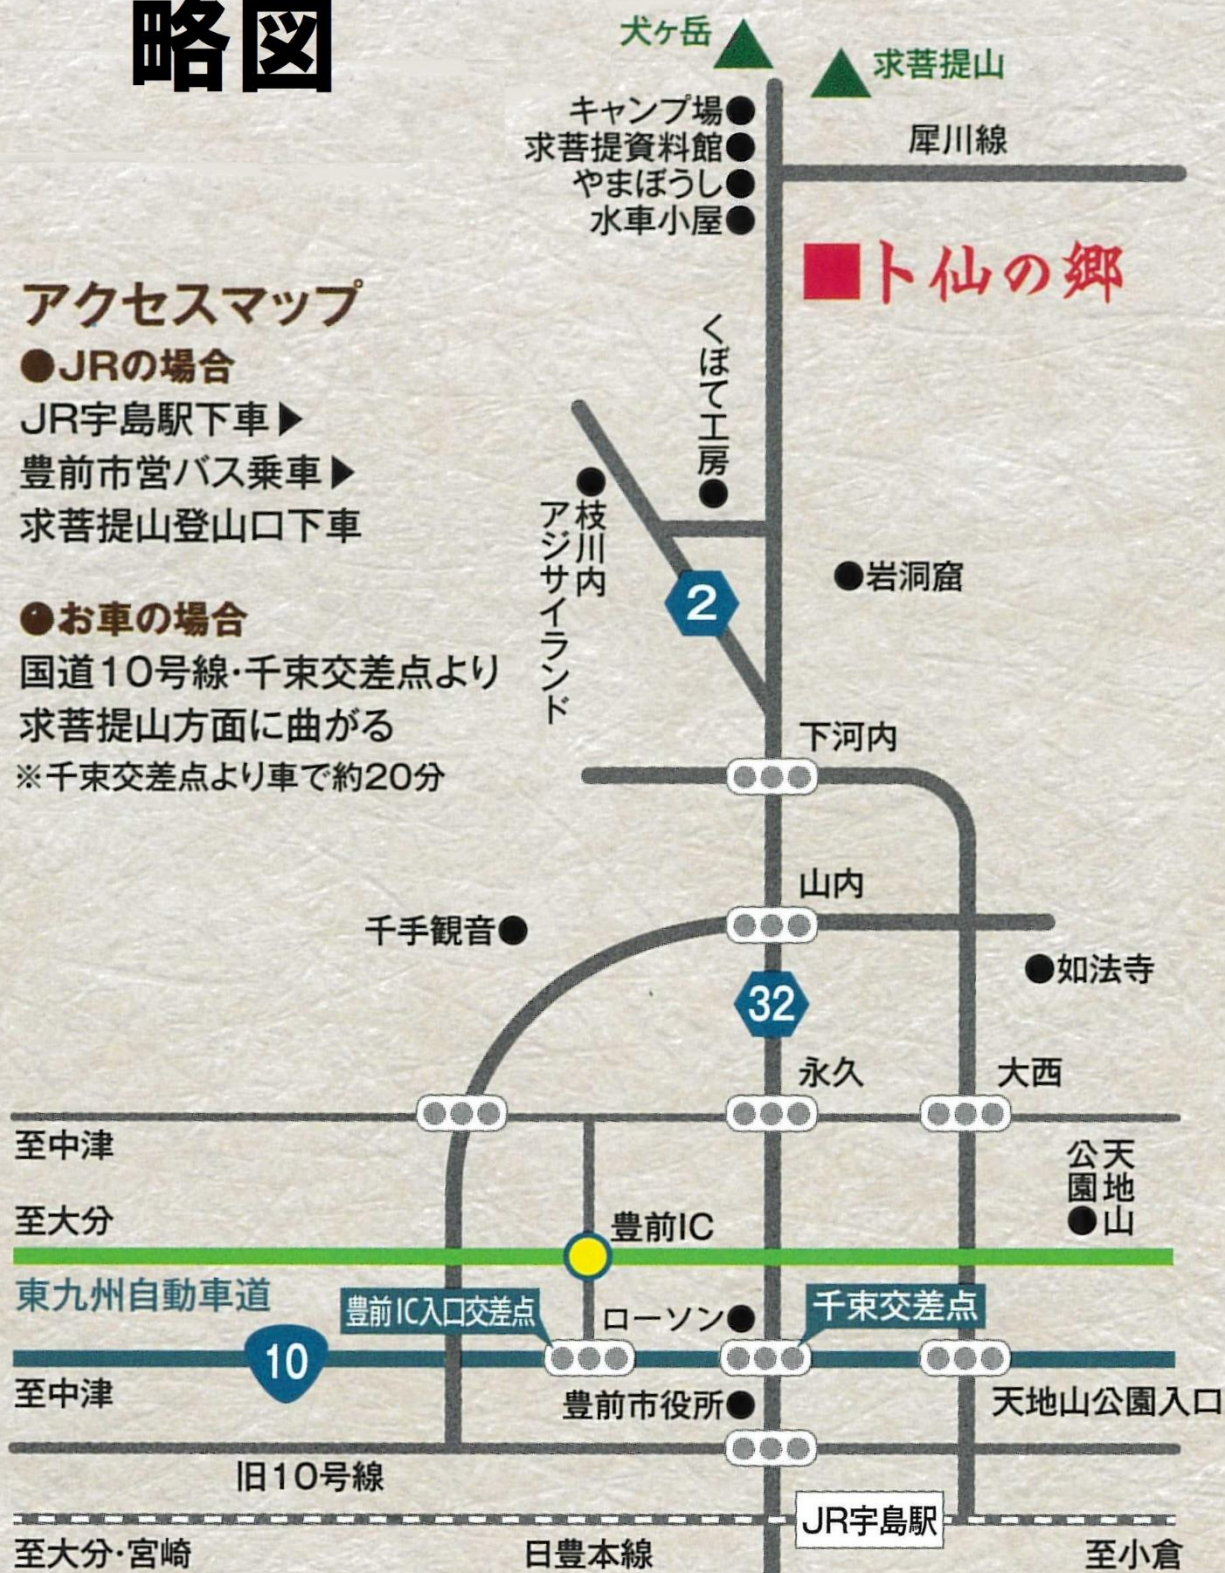 略図
犬ヶ岳
求菩提山
キャンプ場
求菩提資料館
やまぼうし
水車小屋
犀川線
卜仙の郷
アクセスマップ
●JRの場合
JR宇島駅下車▶
豊前市営バス乗車▶
求菩提山登山口下車
●お車の場合
国道10号線・千束交差点より
求菩提山方面に曲がる
※千束交差点より車で約20分
くぼて工房
枝川内
アジサイランド
2
岩洞窟
下河内
山内
千手観音
如法寺
32
永久
大西
至中津
天地山
公園
至大分
豊前IC
東九州自動車道
豊前IC入口交差点
ローソン
千束交差点
10
至中津
豊前市役所
天地山公園入口
旧10号線
JR宇島駅
至大分・宮崎
日豊本線
至小倉